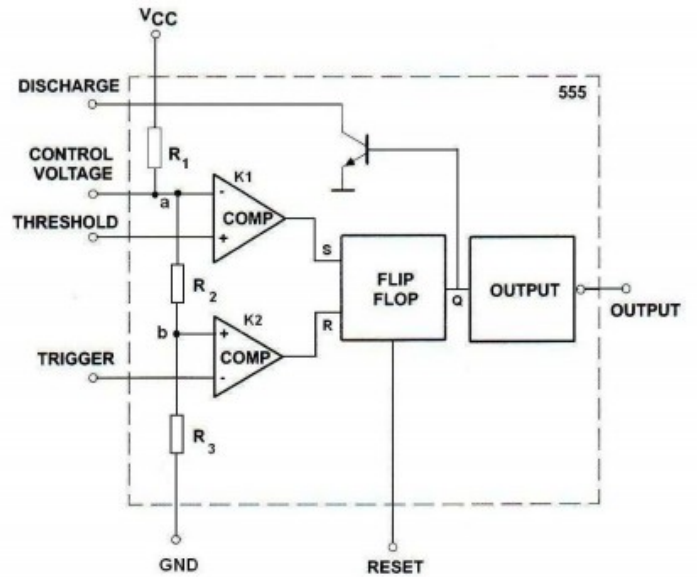 VCC
DISCHARGE
555
R1
CONTROL
VOLTAGE
a
K1
-
COMP
+
THRESHOLD
S
R2
FLIP
FLOP
Q
OUTPUT
OUTPUT
R
b
K2
+
COMP
-
TRIGGER
R3
GND
RESET